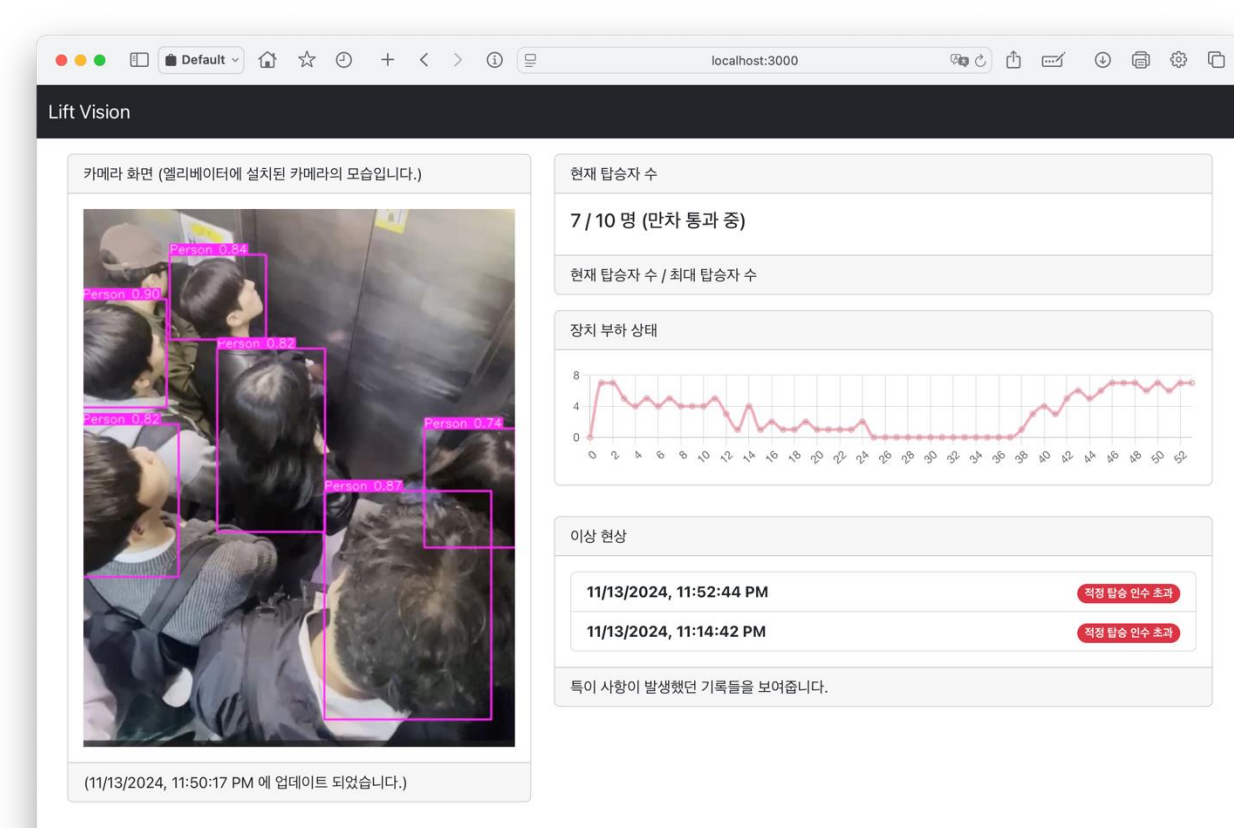 Default
localhost:3000
Lift Vision
카메라 화면 (엘리베이터에 설치된 카메라의 모습입니다.)
Person 0.84
Person 0.90
Person 0.82
Person 0.82
Person 0.74
Person 0.87
(11/13/2024, 11:50:17 PM 에 업데이트 되었습니다.)
현재 탑승자 수
7 / 10 명 (만차 통과 중)
현재 탑승자 수 / 최대 탑승자 수
장치 부하 상태
8
4
0
0 2 4 6 8 10 12 14 16 18 20 22 24 26 28 30 32 34 36 38 40 42 44 46 48 50 52
이상 현상
11/13/2024, 11:52:44 PM 적정 탑승 인수 초과
11/13/2024, 11:14:42 PM 적정 탑승 인수 초과
특이 사항이 발생했던 기록들을 보여줍니다.